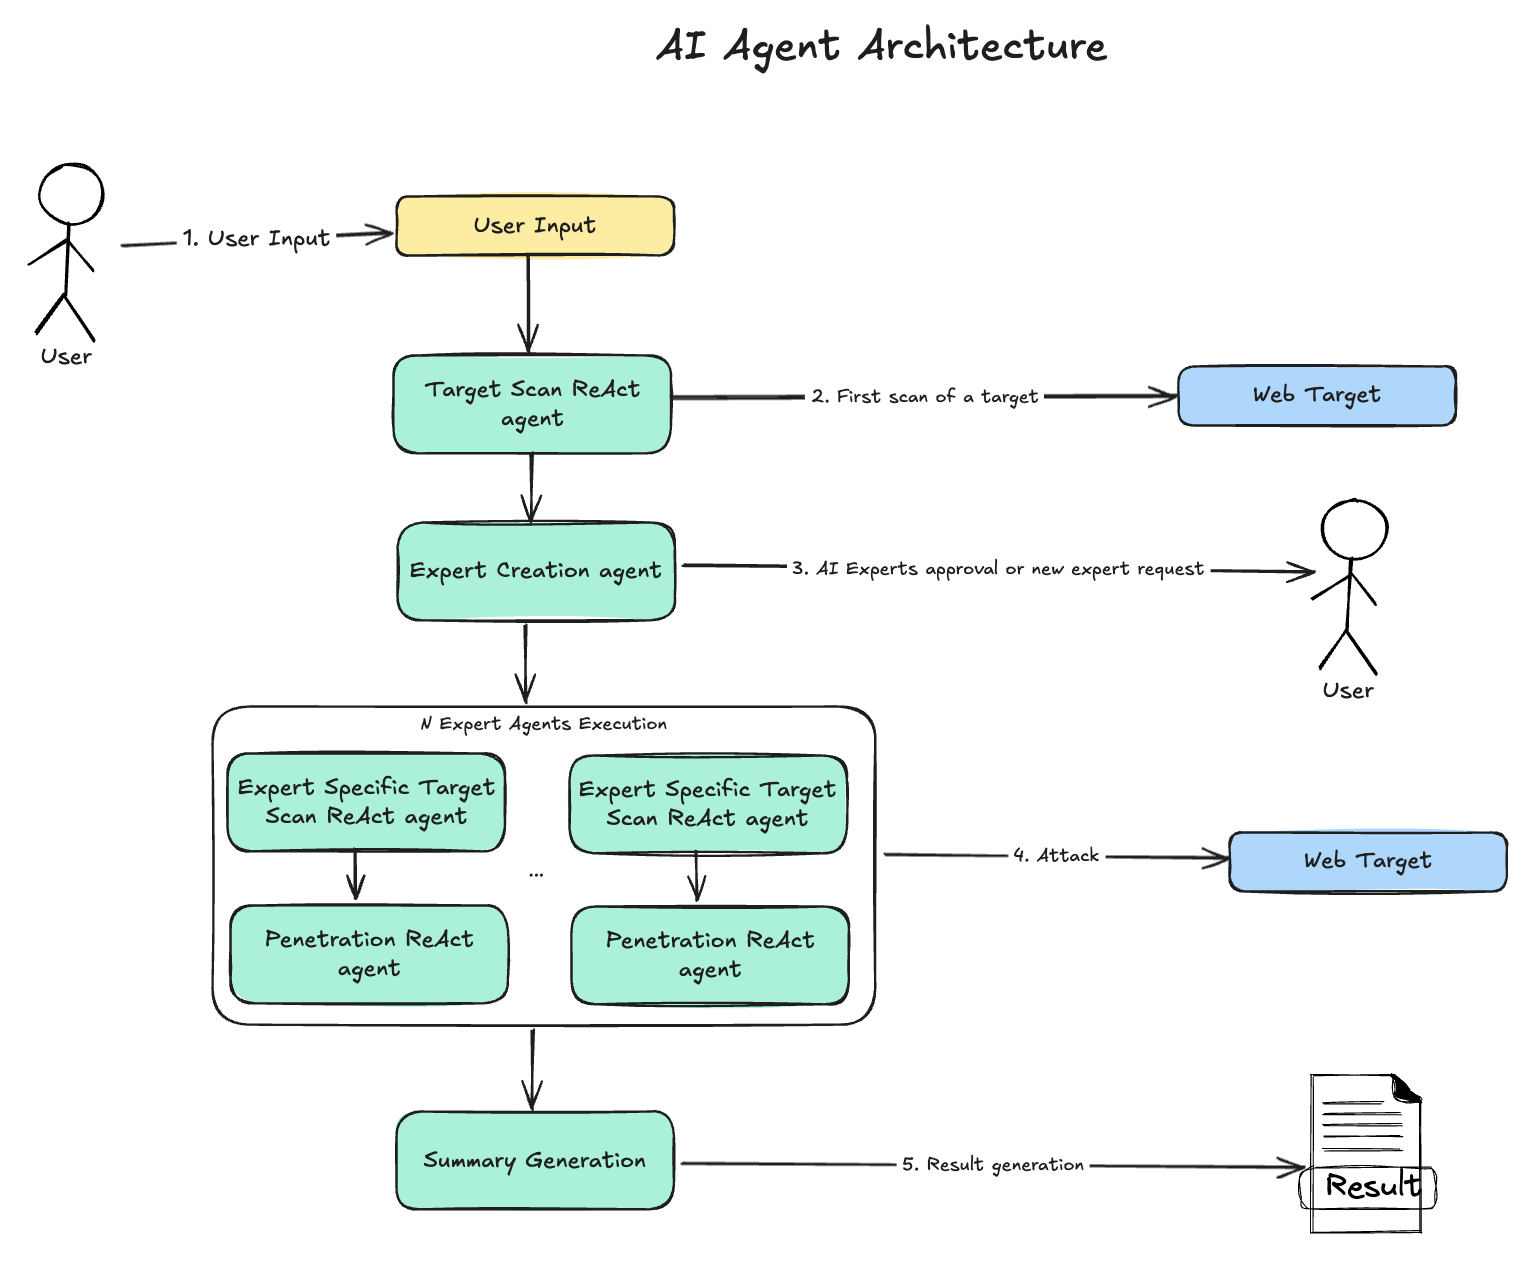 AI Agent Architecture
1. User Input
User Input
User
Target Scan ReAct
agent
2. First scan of a target
Web Target
Expert Creation agent
3. AI Experts approval or new expert request
User
N Expert Agents Execution
Expert Specific Target
Scan ReAct agent
Expert Specific Target
Scan ReAct agent
...
Penetration ReAct
agent
Penetration ReAct
agent
4. Attack
Web Target
Summary Generation
5. Result generation
Result